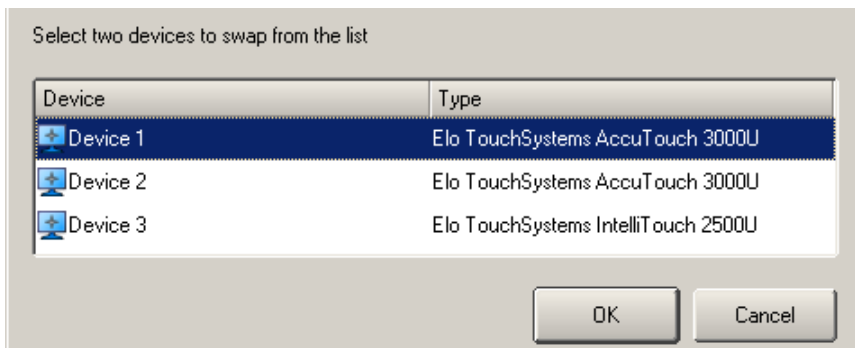 Select two devices to swap from the list
Device Type
Device 1 Elo TouchSystems AccuTouch 3000U
Device 2 Elo TouchSystems AccuTouch 3000U
Device 3 Elo TouchSystems IntelliTouch 2500U
OK Cancel